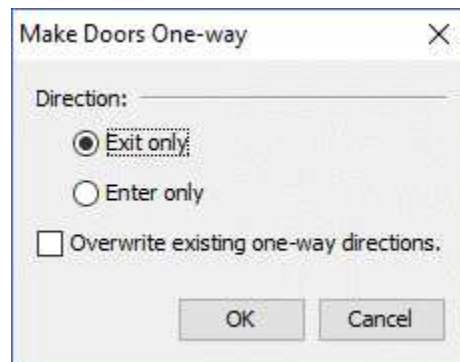 Make Doors One-way
Direction:
Exit only
Enter only
Overwrite existing one-way directions.
OK Cancel